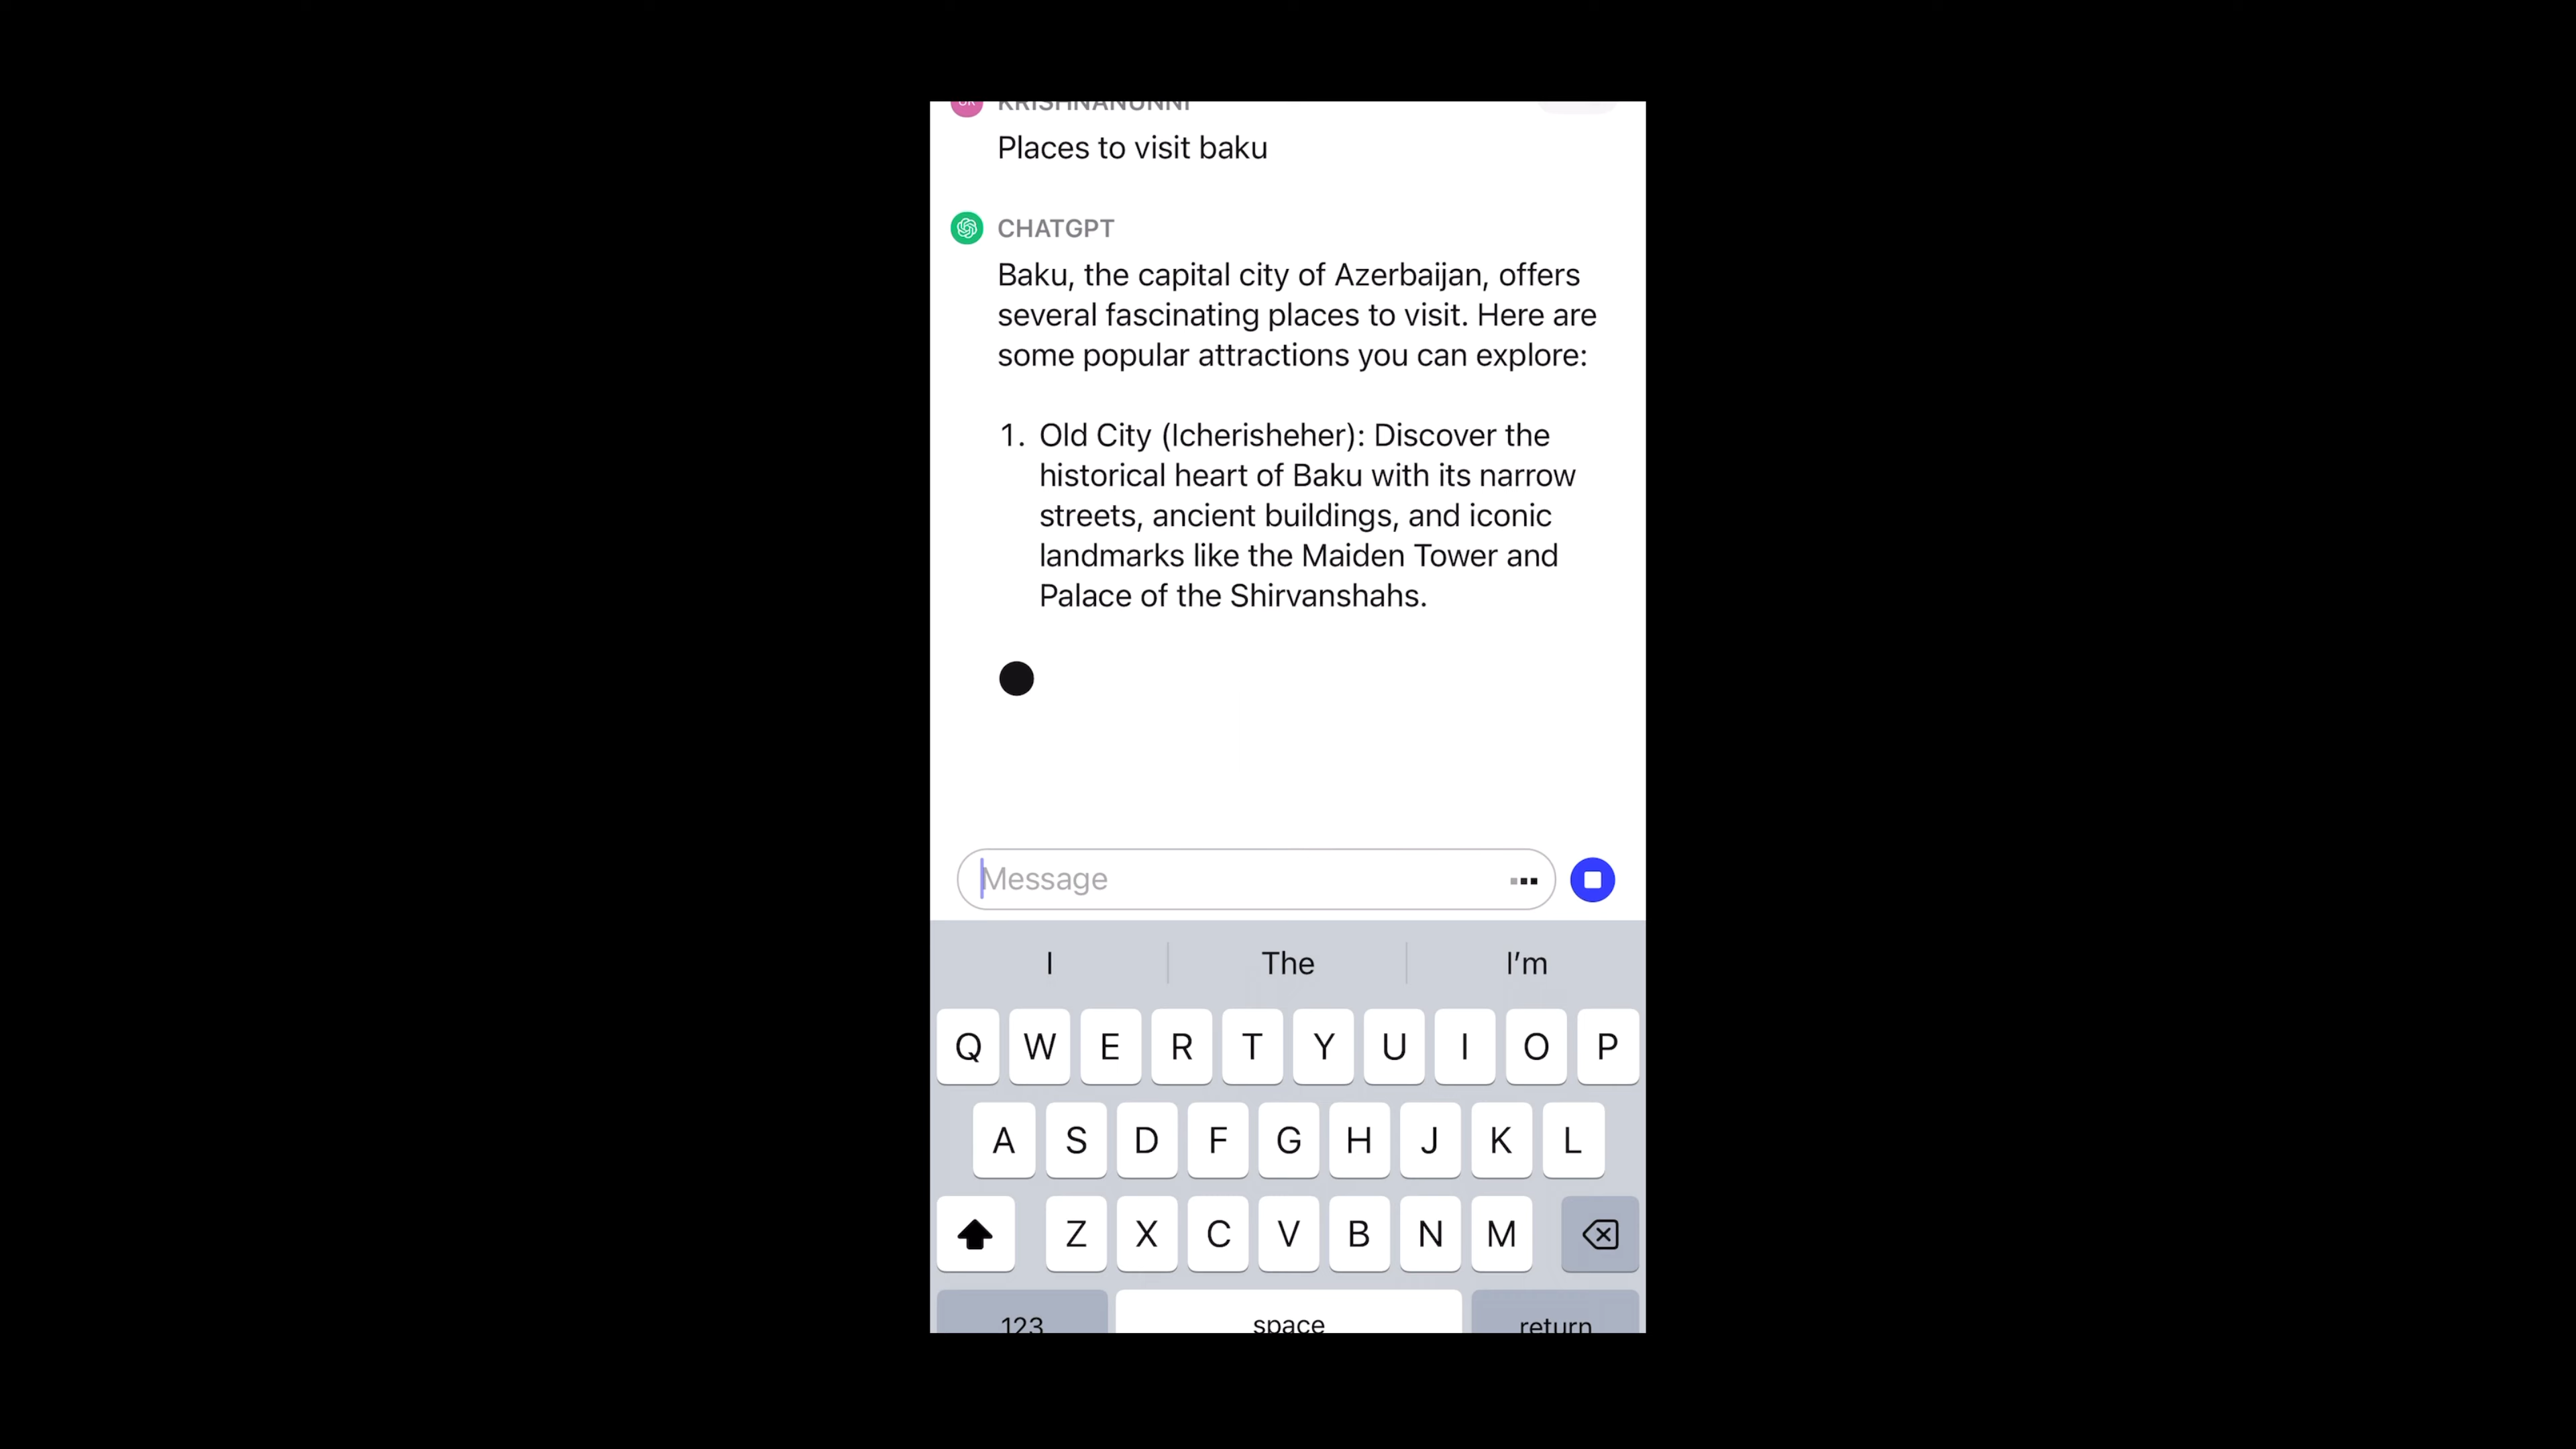 KRISHNANUNNI
Places to visit baku
CHATGPT
Baku, the capital city of Azerbaijan, offers
several fascinating places to visit. Here are
some popular attractions you can explore:
1. Old City (Icherisheher): Discover the
historical heart of Baku with its narrow
streets, ancient buildings, and iconic
landmarks like the Maiden Tower and
Palace of the Shirvanshahs.
Message
I The I'm
Q W E R T Y U I O P
A S D F G H J K L
Z X C V B N M
123 space return